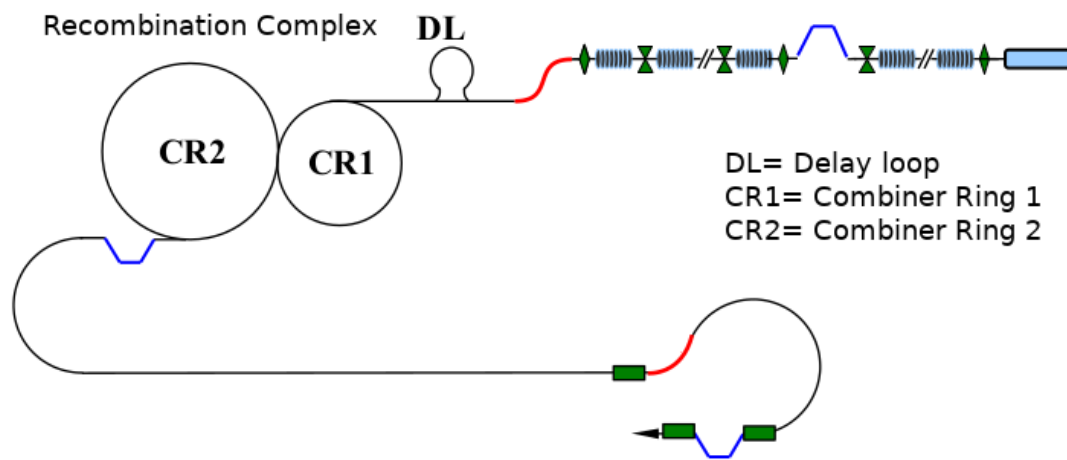 Recombination Complex
DL
CR2
CR1
DL= Delay loop
CR1= Combiner Ring 1
CR2= Combiner Ring 2